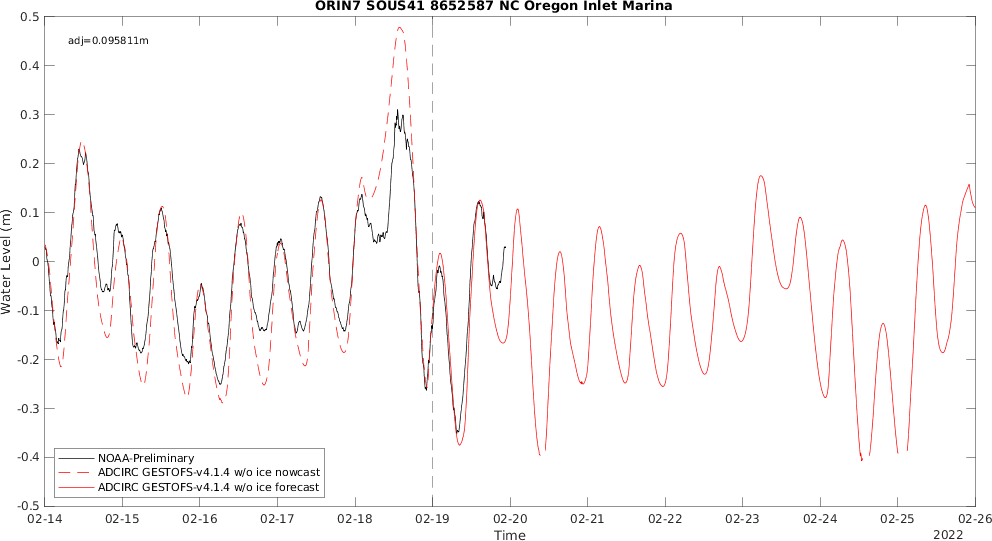 ORIN7 SOUS41 8652587 NC Oregon Inlet Marina
adj=0.095811m
0.5
0.4
0.3
0.2
0.1
0
-0.1
-0.2
-0.3
-0.4
-0.5
Water Level (m)
NOAA-Preliminary
ADCIRC GESTOFS-v4.1.4 w/o ice nowcast
ADCIRC GESTOFS-v4.1.4 w/o ice forecast
02-14 02-15 02-16 02-17 02-18 02-19 02-20 02-21 02-22 02-23 02-24 02-25 02-26
Time
2022